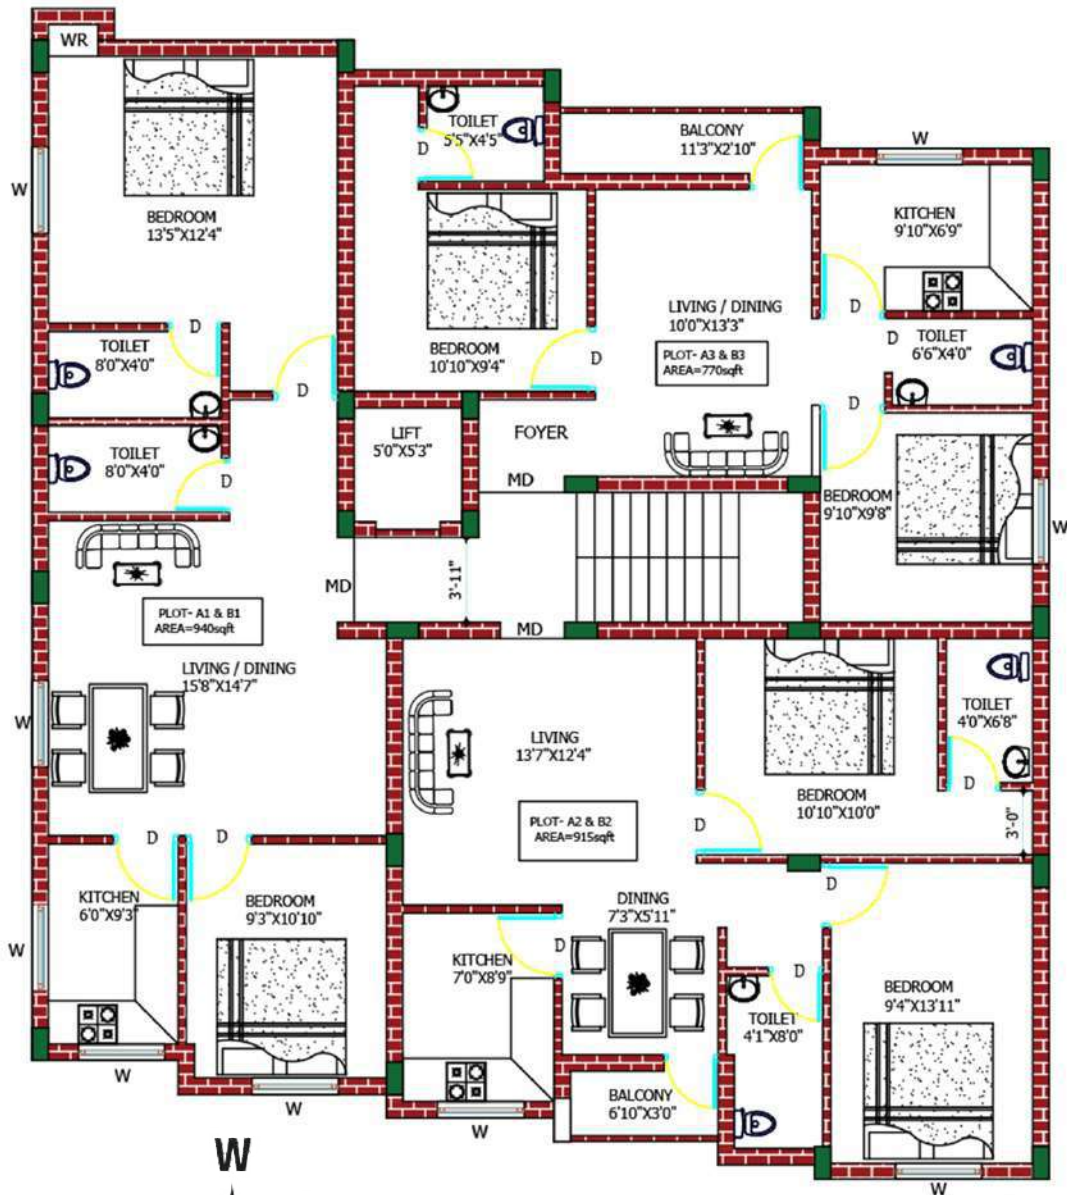 WR
TOILET
5'5"X4'5"
D
BALCONY
11'3"X2'10"
W
W
BEDROOM
13'5"X12'4"
KITCHEN
9'10"X6'9"
D
LIVING / DINING
10'0"X13'3"
D
TOILET
8'0"X4'0"
BEDROOM
10'10"X9'4"
D
PLOT- A3 & B3
AREA=770sqft
D
TOILET
6'6"X4'0"
D
D
LIFT
5'0"X5'3"
FOYER
TOILET
8'0"X4'0"
D
MD
BEDROOM
9'10"X9'8"
W
MD
3'-11"
PLOT- A1 & B1
AREA=940sqft
MD
LIVING / DINING
15'8"X14'7"
W
LIVING
13'7"X12'4"
TOILET
4'0"X6'8"
D
BEDROOM
10'10"X10'0"
3'-0"
PLOT- A2 & B2
AREA=915sqft
D
D
D
D
KITCHEN
6'0"X9'3"
BEDROOM
9'3"X10'10"
DINING
7'3"X5'11"
W
KITCHEN
7'0"X8'9"
D
D
BEDROOM
9'4"X13'11"
TOILET
4'1"X8'0"
W
W
BALCONY
6'10"X3'0"
W
W
W